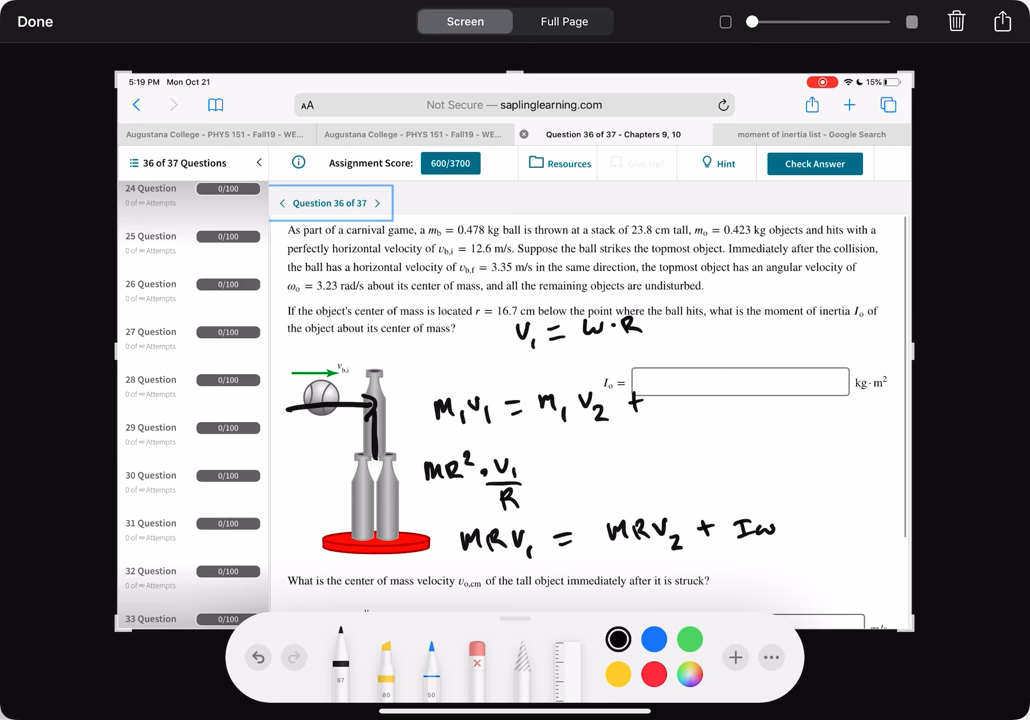 Done
Screen
Full Page
5:19 PM Mon Oct 21
15%
AA
Not Secure — saplinglearning.com
Augustana College - PHYS 151 - Fall19 - WE...
Augustana College - PHYS 151 - Fall19 - WE...
Question 36 of 37 - Chapters 9, 10
moment of inertia list - Google Search
36 of 37 Questions
Assignment Score:
600/3700
Resources
Give Up?
Hint
Check Answer
24 Question
0/100
0 of ∞ Attempts
25 Question
0/100
0 of ∞ Attempts
26 Question
0/100
0 of ∞ Attempts
27 Question
0/100
0 of ∞ Attempts
28 Question
0/100
0 of ∞ Attempts
29 Question
0/100
0 of ∞ Attempts
30 Question
0/100
0 of ∞ Attempts
31 Question
0/100
0 of ∞ Attempts
32 Question
0/100
0 of ∞ Attempts
33 Question
0/100
Question 36 of 37
As part of a carnival game, a m_b = 0.478 kg ball is thrown at a stack of 23.8 cm tall, m_o = 0.423 kg objects and hits with a
perfectly horizontal velocity of v_b,i = 12.6 m/s. Suppose the ball strikes the topmost object. Immediately after the collision,
the ball has a horizontal velocity of v_b,f = 3.35 m/s in the same direction, the topmost object has an angular velocity of
ω_o = 3.23 rad/s about its center of mass, and all the remaining objects are undisturbed.
If the object's center of mass is located r = 16.7 cm below the point where the ball hits, what is the moment of inertia I_o of
the object about its center of mass?
V₁ = ω · R
v_b,i
I_o =
kg·m²
M₁V₁ = M₁ V₂ +
MR² · V₁/R
MRV₁ = MRV₂ + Iω
What is the center of mass velocity v_o,cm of the tall object immediately after it is struck?
97
80
50